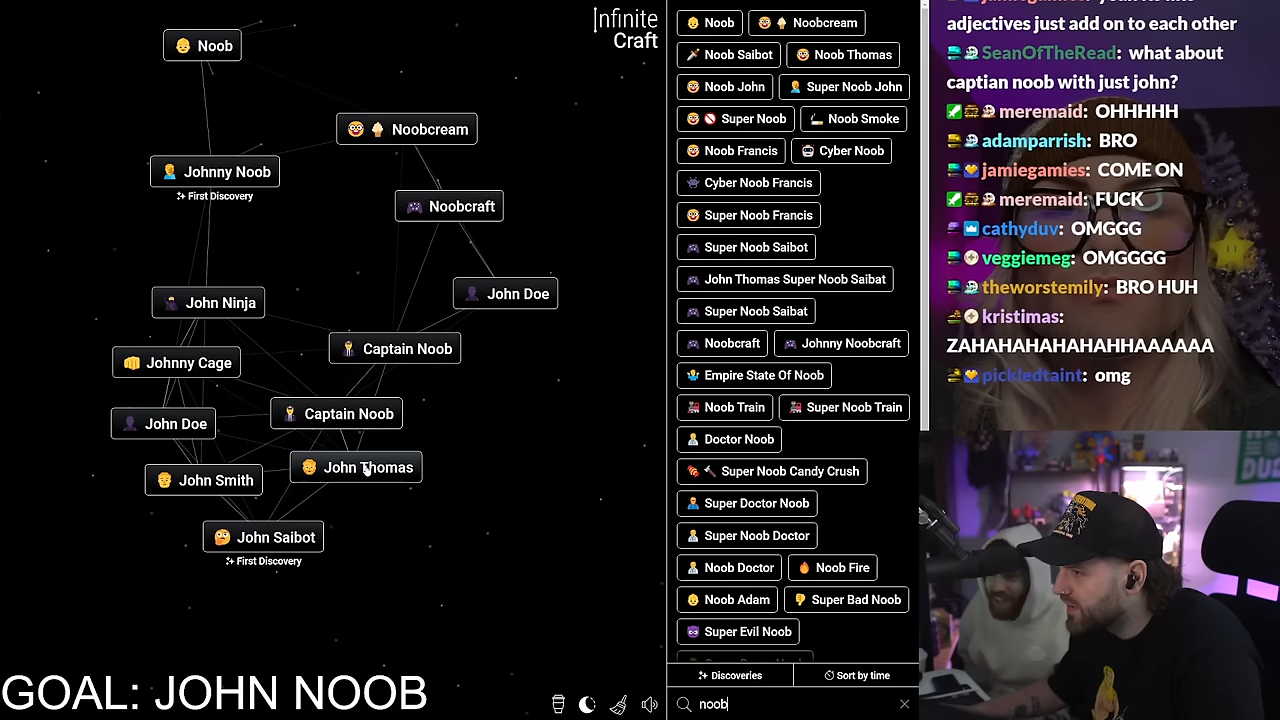 Noob
Noobcream
Johnny Noob
First Discovery
Noobcraft
John Ninja
John Doe
Captain Noob
Johnny Cage
Captain Noob
John Doe
John Thomas
John Smith
John Saibot
First Discovery
GOAL: JOHN NOOB
Infinite
Craft
Noob
Noobcream
Noob Saibot
Noob Thomas
Noob John
Super Noob John
Super Noob
Noob Smoke
Noob Francis
Cyber Noob
Cyber Noob Francis
Super Noob Francis
Super Noob Saibot
John Thomas Super Noob Saibat
Super Noob Saibat
Noobcraft
Johnny Noobcraft
Empire State Of Noob
Noob Train
Super Noob Train
Doctor Noob
Super Noob Candy Crush
Super Doctor Noob
Super Noob Doctor
Noob Doctor
Noob Fire
Noob Adam
Super Bad Noob
Super Evil Noob
Discoveries
Sort by time
noob
adjectives just add on to each other
SeanOfTheRead: what about
captian noob with just john?
meremaid: OHHHHH
adamparrish: BRO
jamiegamies: COME ON
meremaid: FUCK
cathyduv: OMGGG
veggiemeg: OMGGGG
theworstemily: BRO HUH
kristimas:
ZAHAHAHAHAHAHHAAAAAA
pickledtaint: omg